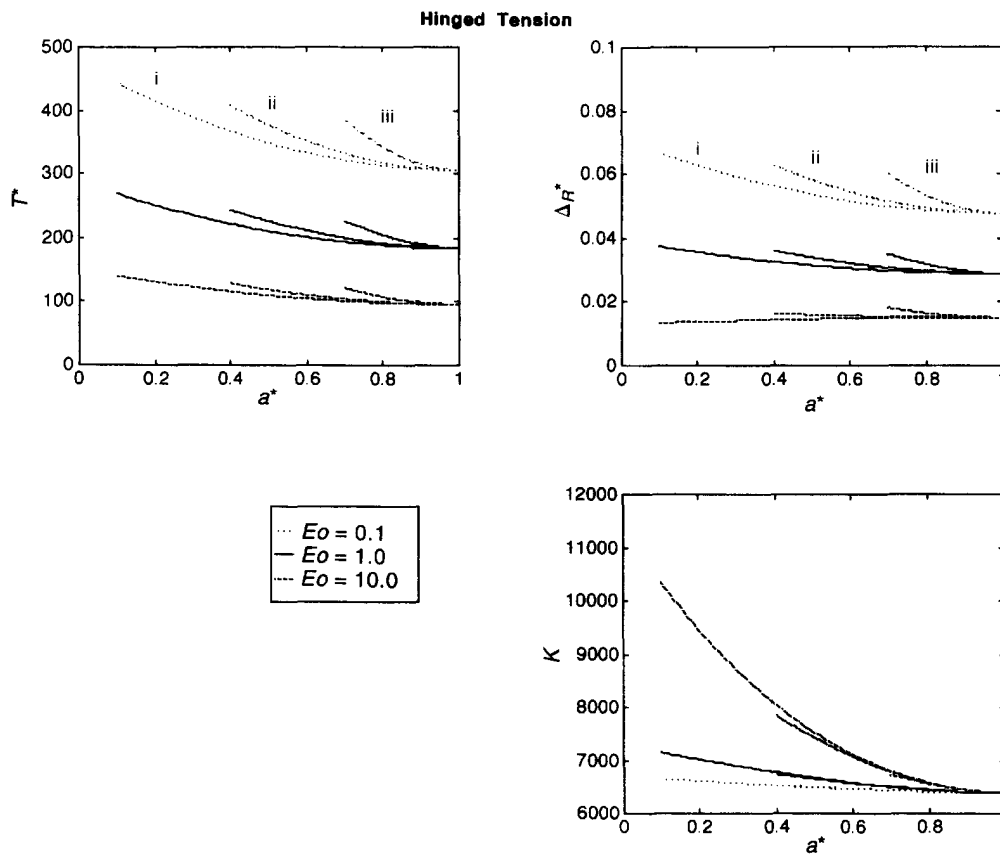 Hinged Tension
500
400
300
200
100
0
T*
i
ii
iii
0 0.2 0.4 0.6 0.8 1
a*
0.1
0.08
0.06
0.04
0.02
0
ΔR*
i
ii
iii
0 0.2 0.4 0.6 0.8 1
a*
Eo = 0.1
Eo = 1.0
Eo = 10.0
12000
11000
10000
9000
8000
7000
6000
K
0 0.2 0.4 0.6 0.8 1
a*